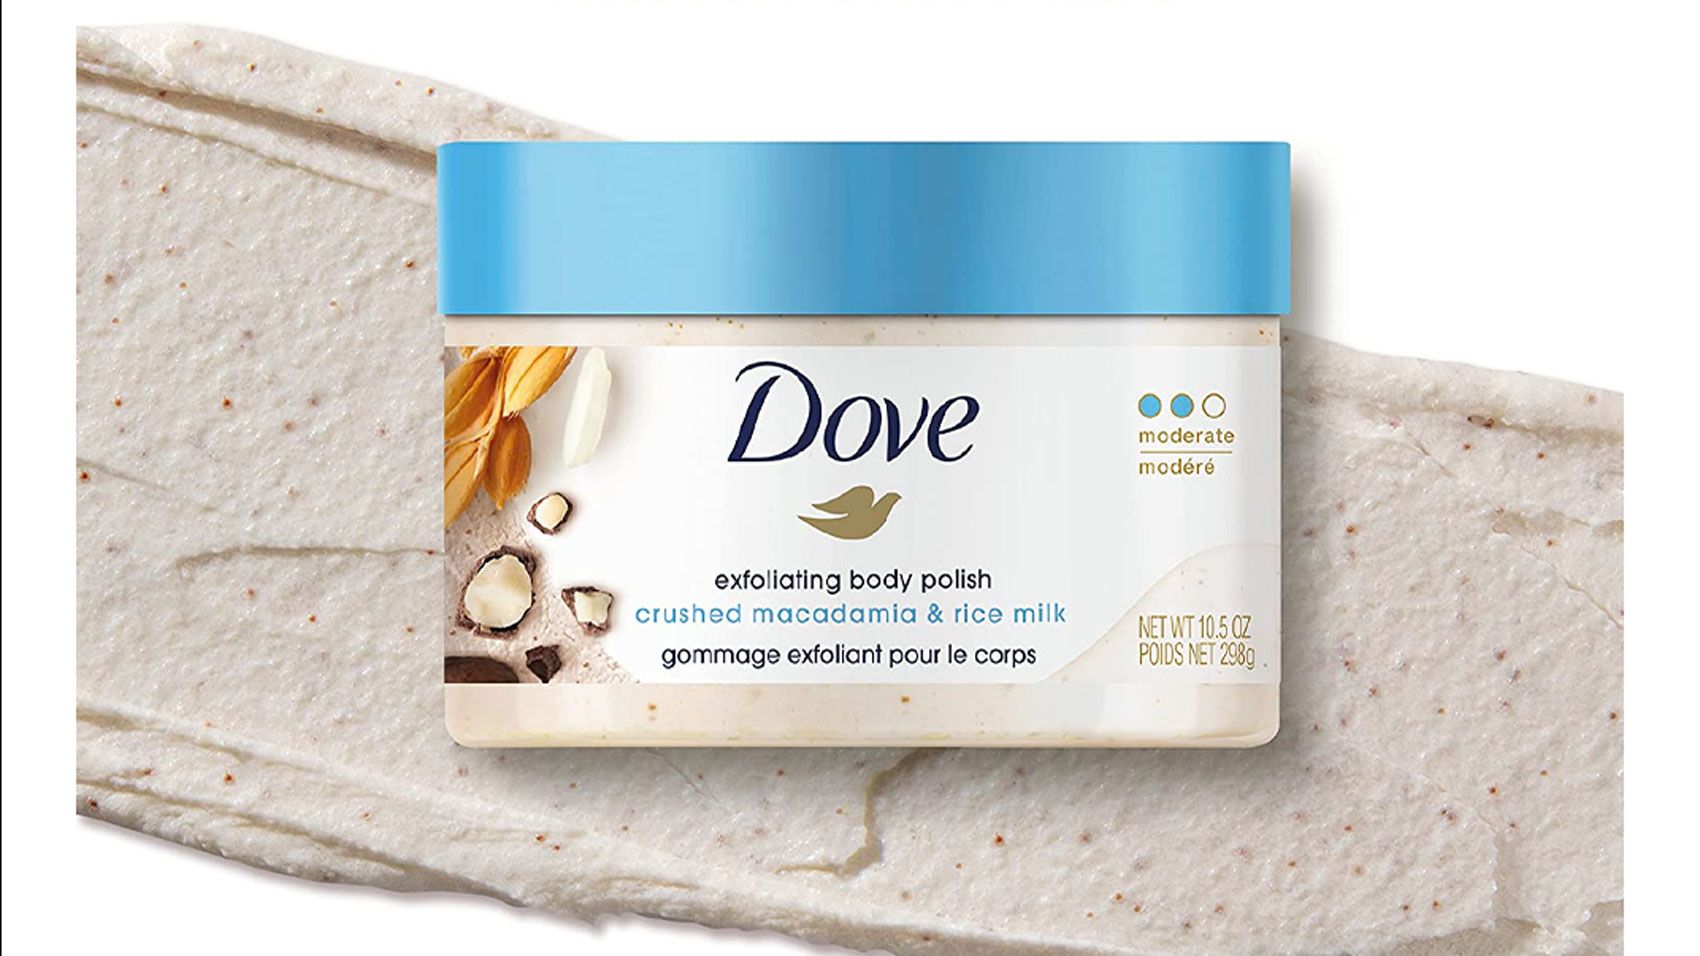 Dove
moderate
modéré
exfoliating body polish
crushed macadamia & rice milk
gommage exfoliant pour le corps
NET WT 10.5 OZ
POIDS NET 298g